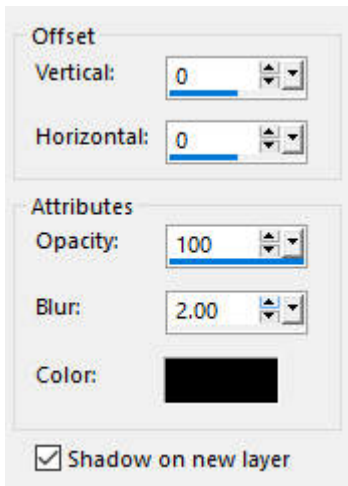 Offset
Vertical: 0
Horizontal: 0
Attributes
Opacity: 100
Blur: 2.00
Color:
Shadow on new layer